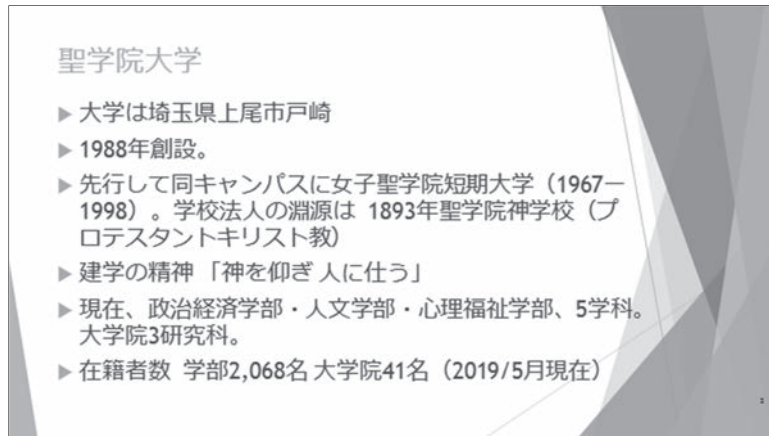 聖学院大学
▶ 大学は埼玉県上尾市戸崎
▶ 1988年創設。
▶ 先行して同キャンパスに女子聖学院短期大学（1967ー
1998）。学校法人の淵源は 1893年聖学院神学校（プ
ロテスタントキリスト教）
▶ 建学の精神 「神を仰ぎ 人に仕う」
▶ 現在、政治経済学部・人文学部・心理福祉学部、5学科。
大学院3研究科。
▶ 在籍者数 学部2,068名 大学院41名（2019/5月現在）